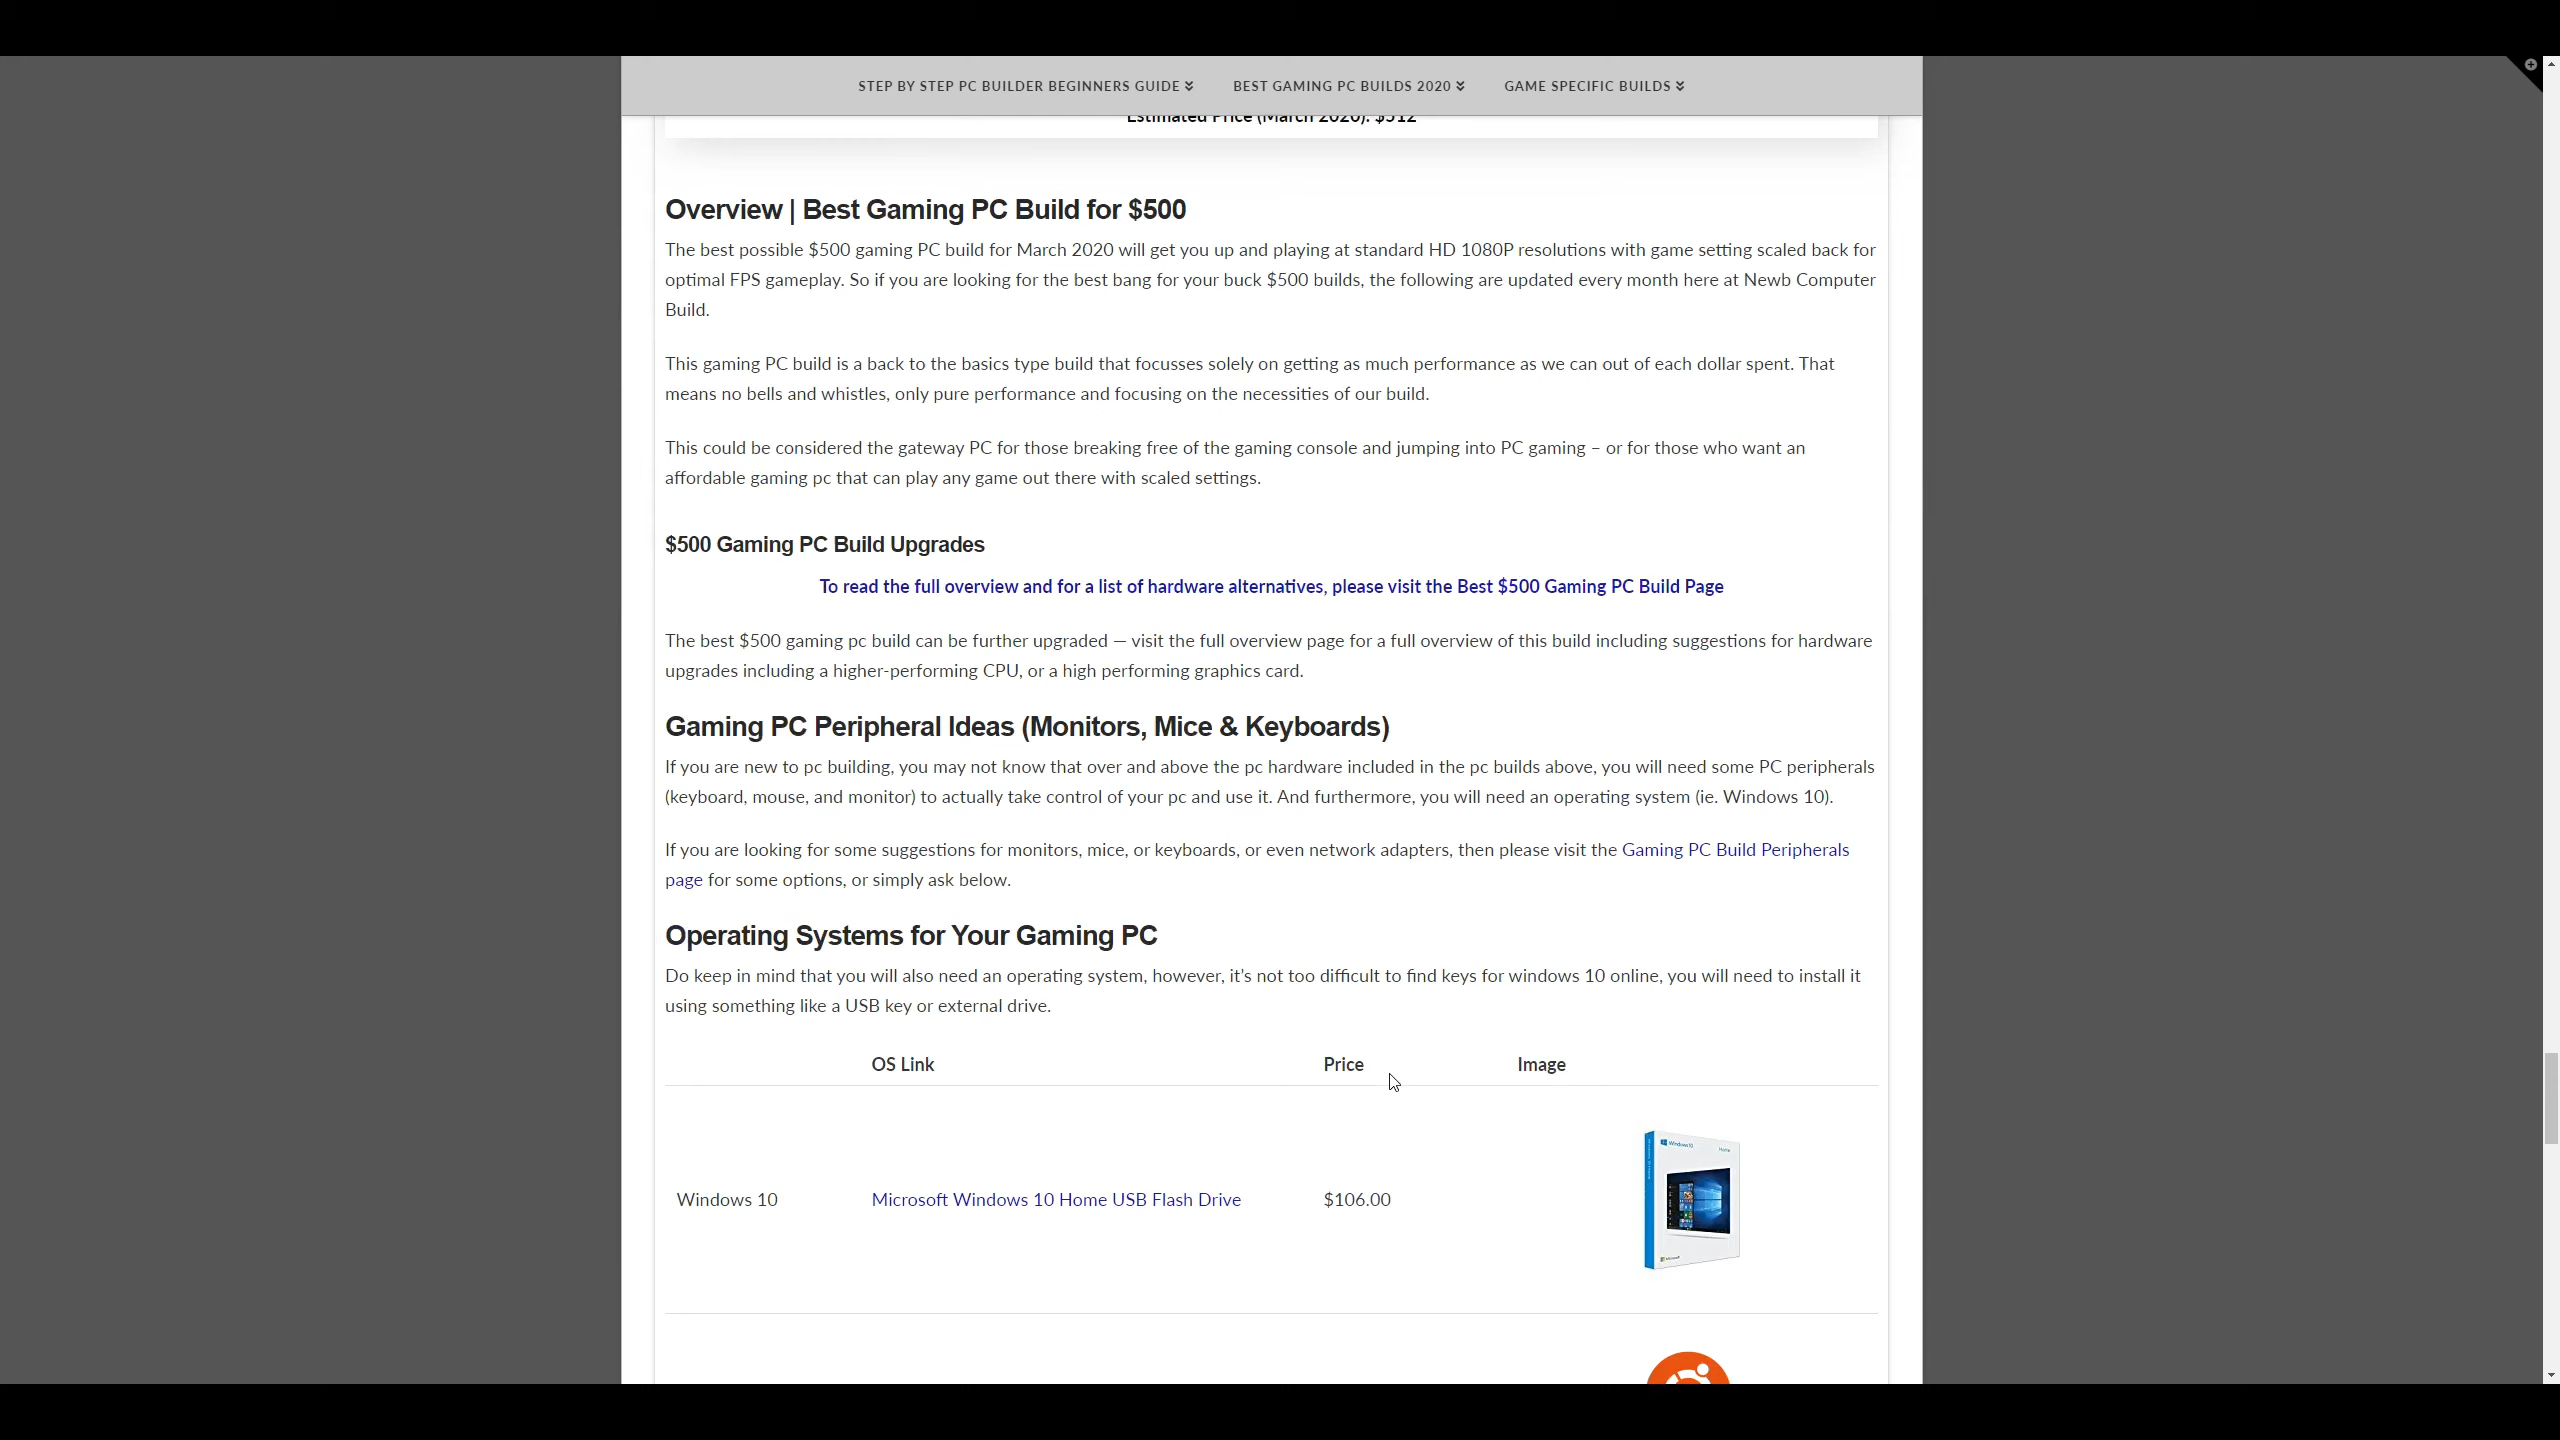 STEP BY STEP PC BUILDER BEGINNERS GUIDE
BEST GAMING PC BUILDS 2020
GAME SPECIFIC BUILDS
Estimated Price (March 2020): $512
Overview | Best Gaming PC Build for $500
The best possible $500 gaming PC build for March 2020 will get you up and playing at standard HD 1080P resolutions with game setting scaled back for
optimal FPS gameplay. So if you are looking for the best bang for your buck $500 builds, the following are updated every month here at Newb Computer
Build.
This gaming PC build is a back to the basics type build that focusses solely on getting as much performance as we can out of each dollar spent. That
means no bells and whistles, only pure performance and focusing on the necessities of our build.
This could be considered the gateway PC for those breaking free of the gaming console and jumping into PC gaming – or for those who want an
affordable gaming pc that can play any game out there with scaled settings.
$500 Gaming PC Build Upgrades
To read the full overview and for a list of hardware alternatives, please visit the Best $500 Gaming PC Build Page
The best $500 gaming pc build can be further upgraded — visit the full overview page for a full overview of this build including suggestions for hardware
upgrades including a higher-performing CPU, or a high performing graphics card.
Gaming PC Peripheral Ideas (Monitors, Mice & Keyboards)
If you are new to pc building, you may not know that over and above the pc hardware included in the pc builds above, you will need some PC peripherals
(keyboard, mouse, and monitor) to actually take control of your pc and use it. And furthermore, you will need an operating system (ie. Windows 10).
If you are looking for some suggestions for monitors, mice, or keyboards, or even network adapters, then please visit the Gaming PC Build Peripherals
page for some options, or simply ask below.
Operating Systems for Your Gaming PC
Do keep in mind that you will also need an operating system, however, it’s not too difficult to find keys for windows 10 online, you will need to install it
using something like a USB key or external drive.
OS Link Price Image
Windows 10 Microsoft Windows 10 Home USB Flash Drive $106.00
Windows 10
Home
Microsoft